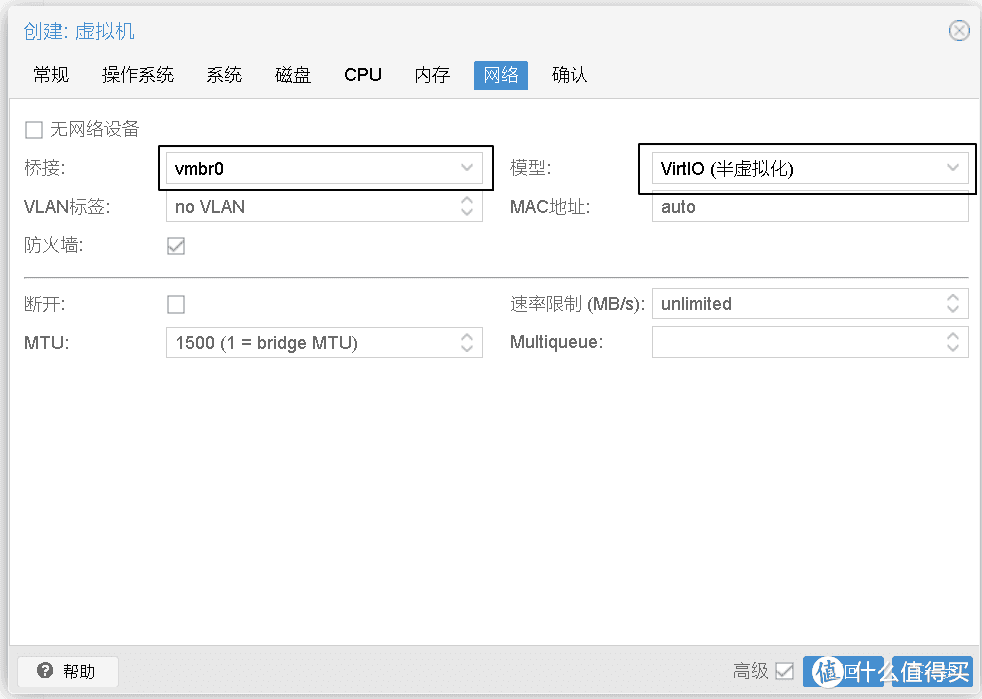 创建: 虚拟机
常规 操作系统 系统 磁盘 CPU 内存 网络 确认
无网络设备
桥接: vmbr0 模型: VirtIO (半虚拟化)
VLAN标签: no VLAN MAC地址: auto
防火墙:
断开: 速率限制 (MB/s): unlimited
MTU: 1500 (1 = bridge MTU) Multiqueue:
帮助 高级
值 什么值得买